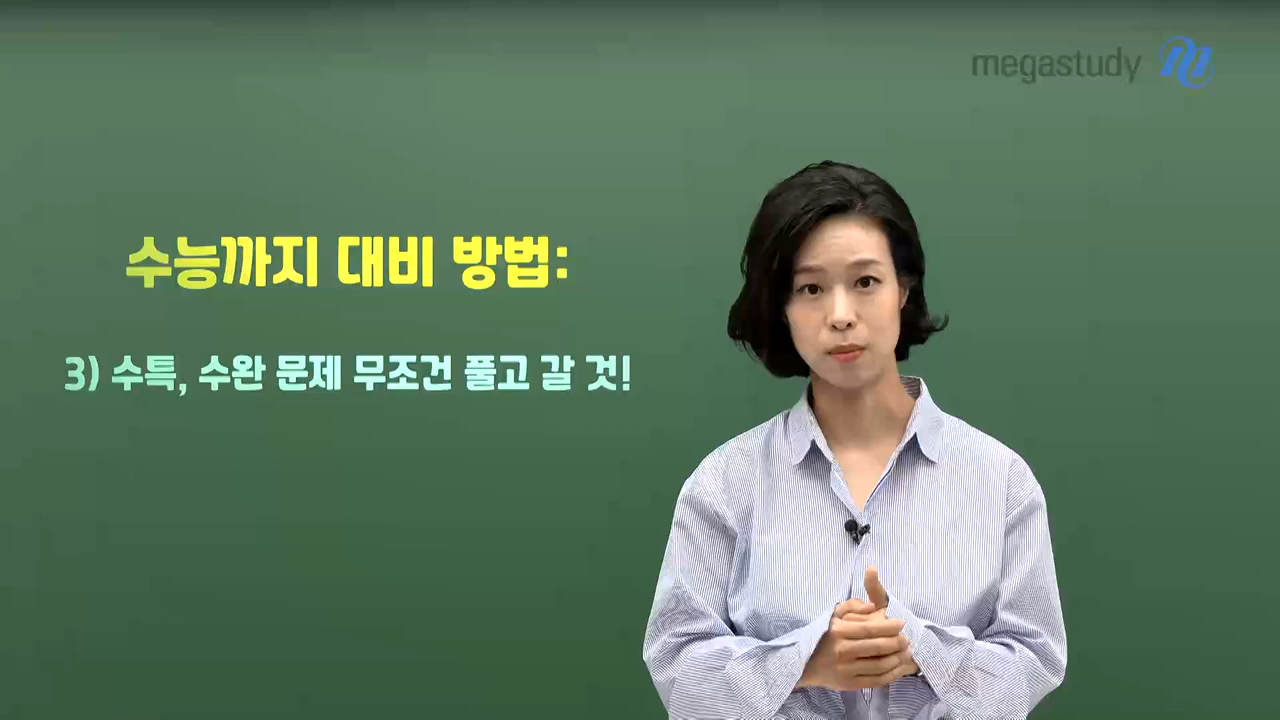 megastudy
수능까지 대비 방법:
3) 수특, 수완 문제 무조건 풀고 갈 것!